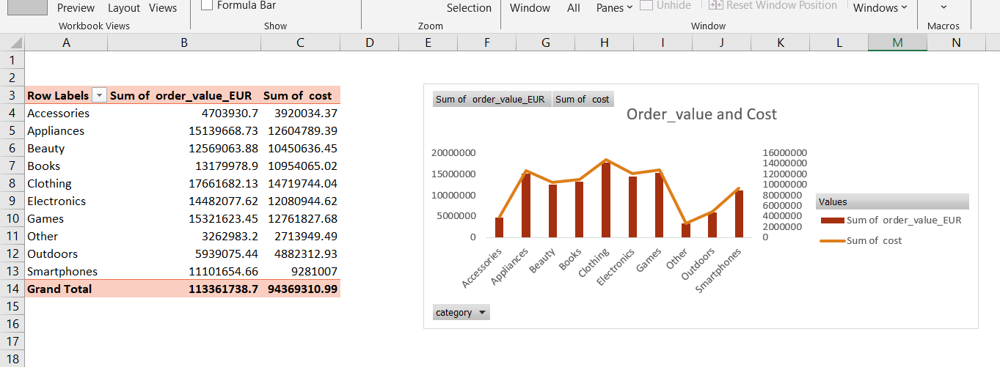 Preview Layout Views Formula Bar Selection Window All Panes Unhide Reset Window Position Windows
Workbook Views Show Zoom Window Macros
A B C D E F G H I J K L M N
1
2
3 Row Labels Sum of order_value_EUR Sum of cost
4 Accessories 4703930.7 3920034.37
5 Appliances 15139668.73 12604789.39
6 Beauty 12569063.88 10450636.45
7 Books 13179978.9 10954065.02
8 Clothing 17661682.13 14719744.04
9 Electronics 14482077.62 12080944.62
10 Games 15321623.45 12761827.68
11 Other 3262983.2 2713949.49
12 Outdoors 5939075.44 4882312.93
13 Smartphones 11101654.66 9281007
14 Grand Total 113361738.7 94369310.99
15
16
17
18
Sum of order_value_EUR Sum of cost
Order_value and Cost
20000000
15000000
10000000
5000000
0
16000000
14000000
12000000
10000000
8000000
6000000
4000000
2000000
0
Accessories
Appliances
Beauty
Books
Clothing
Electronics
Games
Other
Outdoors
Smartphones
Values
Sum of order_value_EUR
Sum of cost
category